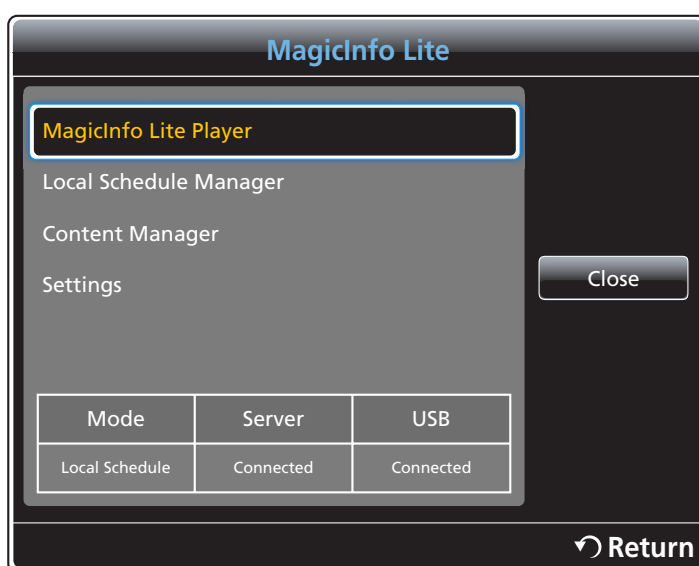 MagicInfo Lite
MagicInfo Lite Player
Local Schedule Manager
Content Manager
Settings
Close
Mode Server USB
Local Schedule Connected Connected
Return